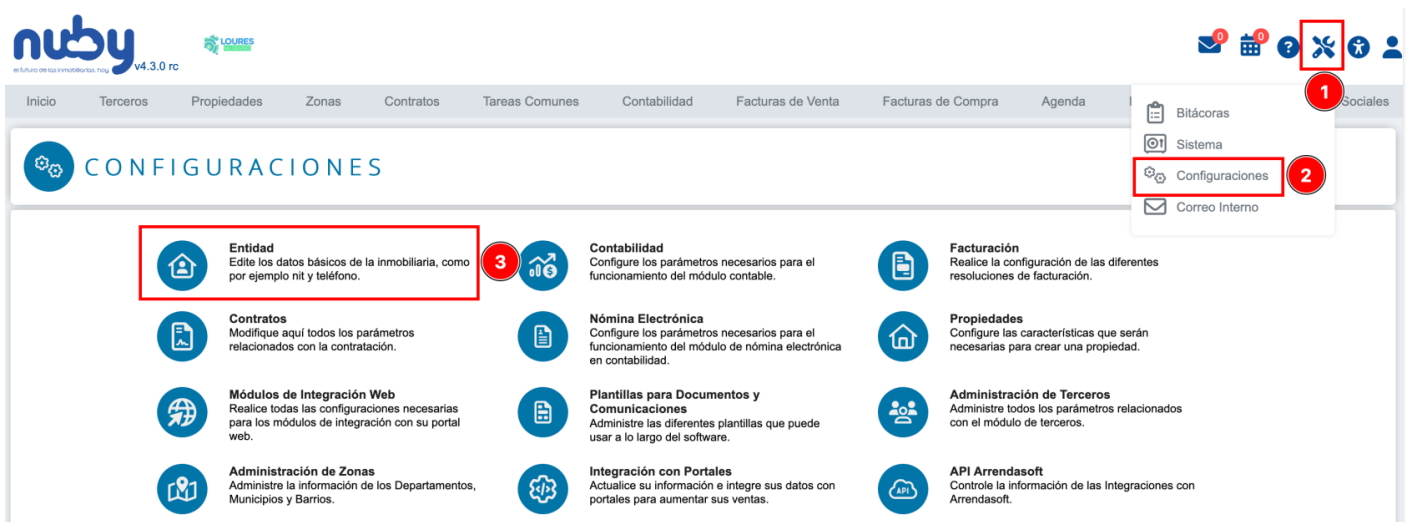 nuby
el futuro de las inmobiliarias, hoy
v4.3.0 rc
LOURES
0
0
1
Inicio Terceros Propiedades Zonas Contratos Tareas Comunes Contabilidad Facturas de Venta Facturas de Compra Agenda Sociales
Bitácoras
Sistema
Configuraciones 2
Correo Interno
CONFIGURACIONES
Entidad
Edite los datos básicos de la inmobiliaria, como
por ejemplo nit y teléfono.
3
Contabilidad
Configure los parámetros necesarios para el
funcionamiento del módulo contable.
Facturación
Realice la configuración de las diferentes
resoluciones de facturación.
Contratos
Modifique aquí todos los parámetros
relacionados con la contratación.
Nómina Electrónica
Configure los parámetros necesarios para el
funcionamiento del módulo de nómina electrónica
en contabilidad.
Propiedades
Configure las características que serán
necesarias para crear una propiedad.
Módulos de Integración Web
Realice todas las configuraciones necesarias
para los módulos de integración con su portal
web.
Plantillas para Documentos y
Comunicaciones
Administre las diferentes plantillas que puede
usar a lo largo del software.
Administración de Terceros
Administre todos los parámetros relacionados
con el módulo de terceros.
Administración de Zonas
Administre la información de los Departamentos,
Municipios y Barrios.
Integración con Portales
Actualice su información e integre sus datos con
portales para aumentar sus ventas.
API
API Arrendasoft
Controle la información de las Integraciones con
Arrendasoft.